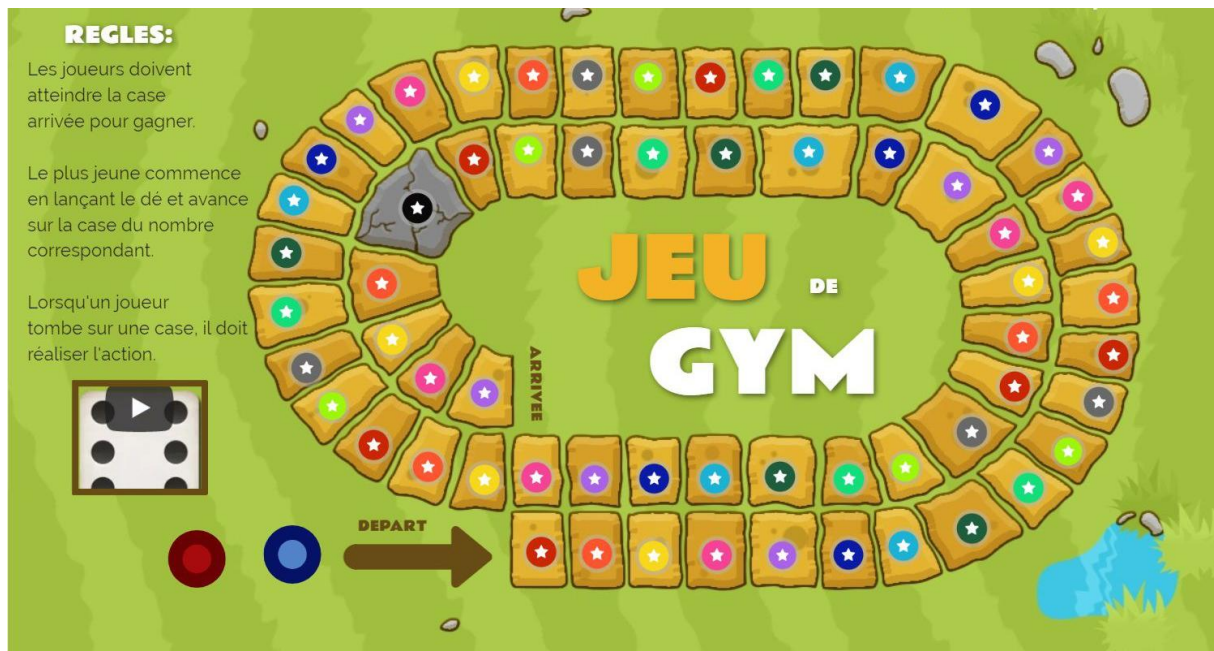 REGLES:
Les joueurs doivent
atteindre la case
arrivée pour gagner.
Le plus jeune commence
en lançant le dé et avance
sur la case du nombre
correspondant.
Lorsqu'un joueur
tombe sur une case, il doit
réaliser l'action.
JEU DE
GYM
ARRIVEE
DEPART